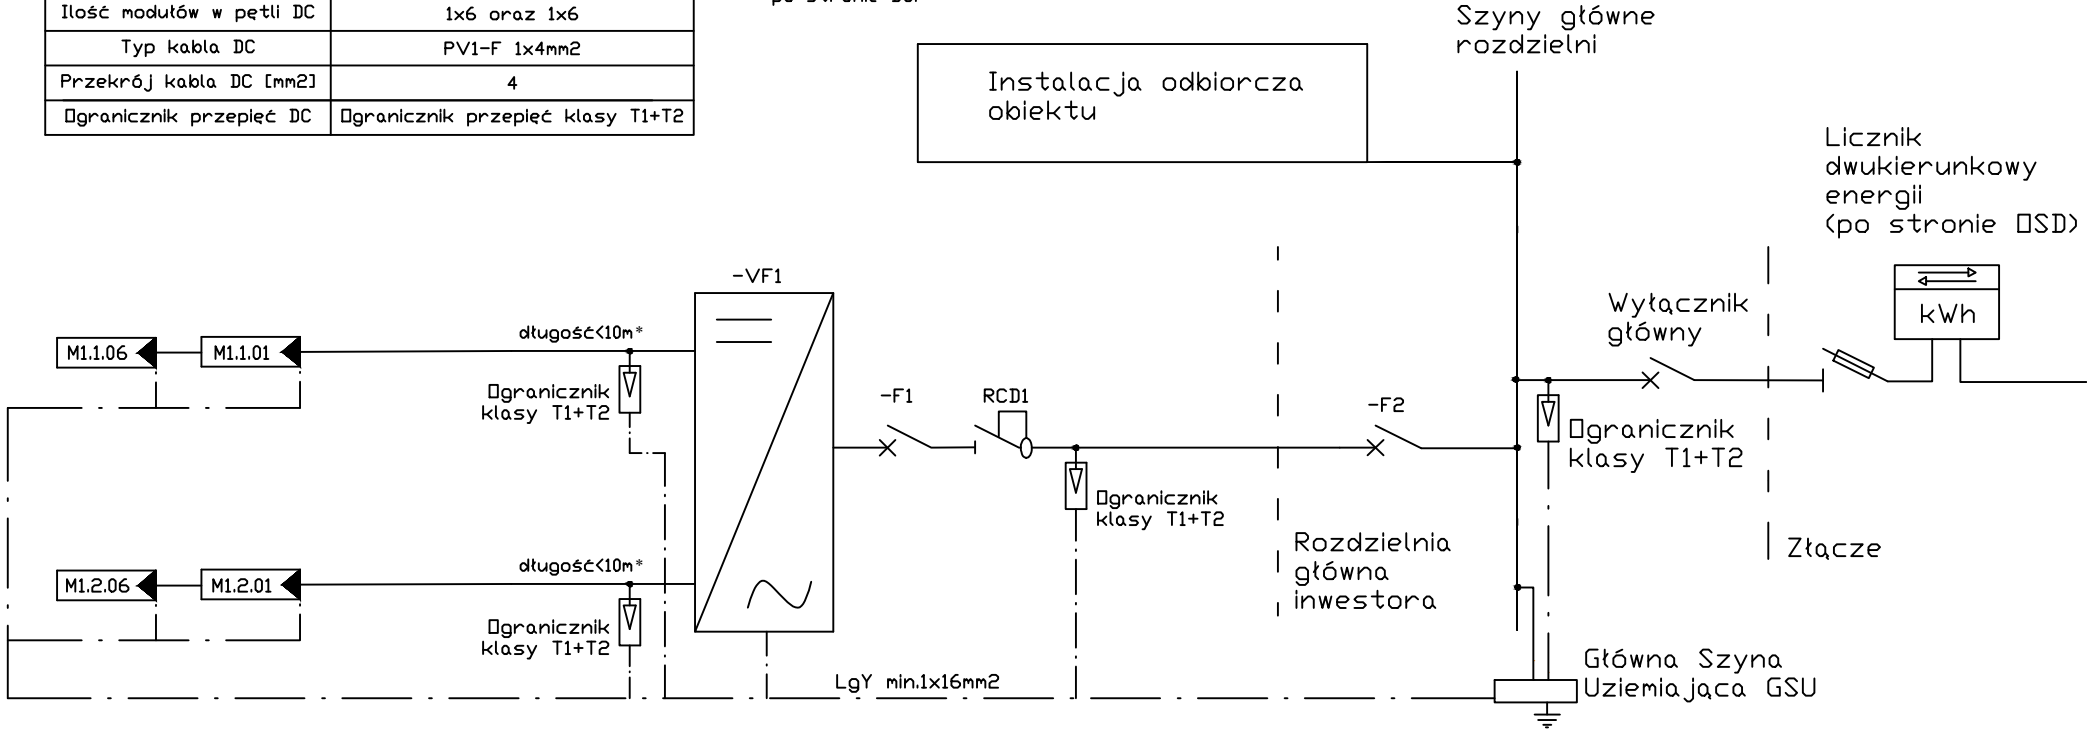 Ilość modułów w pętli DC
1x6 oraz 1x6
Typ kabla DC
PV1-F 1x4mm2
Przekrój kabla DC [mm2]
4
Ogranicznik przepięć DC
Ogranicznik przepięć klasy T1+T2
Szyny główne
rozdzielni
Instalacja odbiorcza
obiektu
Licznik
dwukierunkowy
energii
(po stronie OSD)
kWh
-VF1
Wyłącznik
główny
długość<10m*
M1.1.06
M1.1.01
Ogranicznik
klasy T1+T2
-F1
RCD1
-F2
Ogranicznik
klasy T1+T2
Ogranicznik
klasy T1+T2
Rozdzielnia
główna
inwestora
Złącze
długość<10m*
M1.2.06
M1.2.01
Ogranicznik
klasy T1+T2
LgY min.1x16mm2
Główna Szyna
Uziemiająca GSU